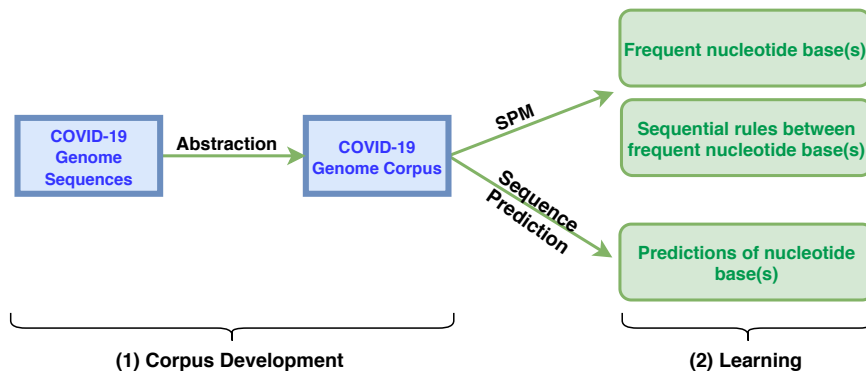 COVID-19
Genome
Sequences
Abstraction
COVID-19
Genome Corpus
SPM
Sequence
Prediction
Frequent nucleotide base(s)
Sequential rules between
frequent nucleotide base(s)
Predictions of nucleotide
base(s)
(1) Corpus Development
(2) Learning